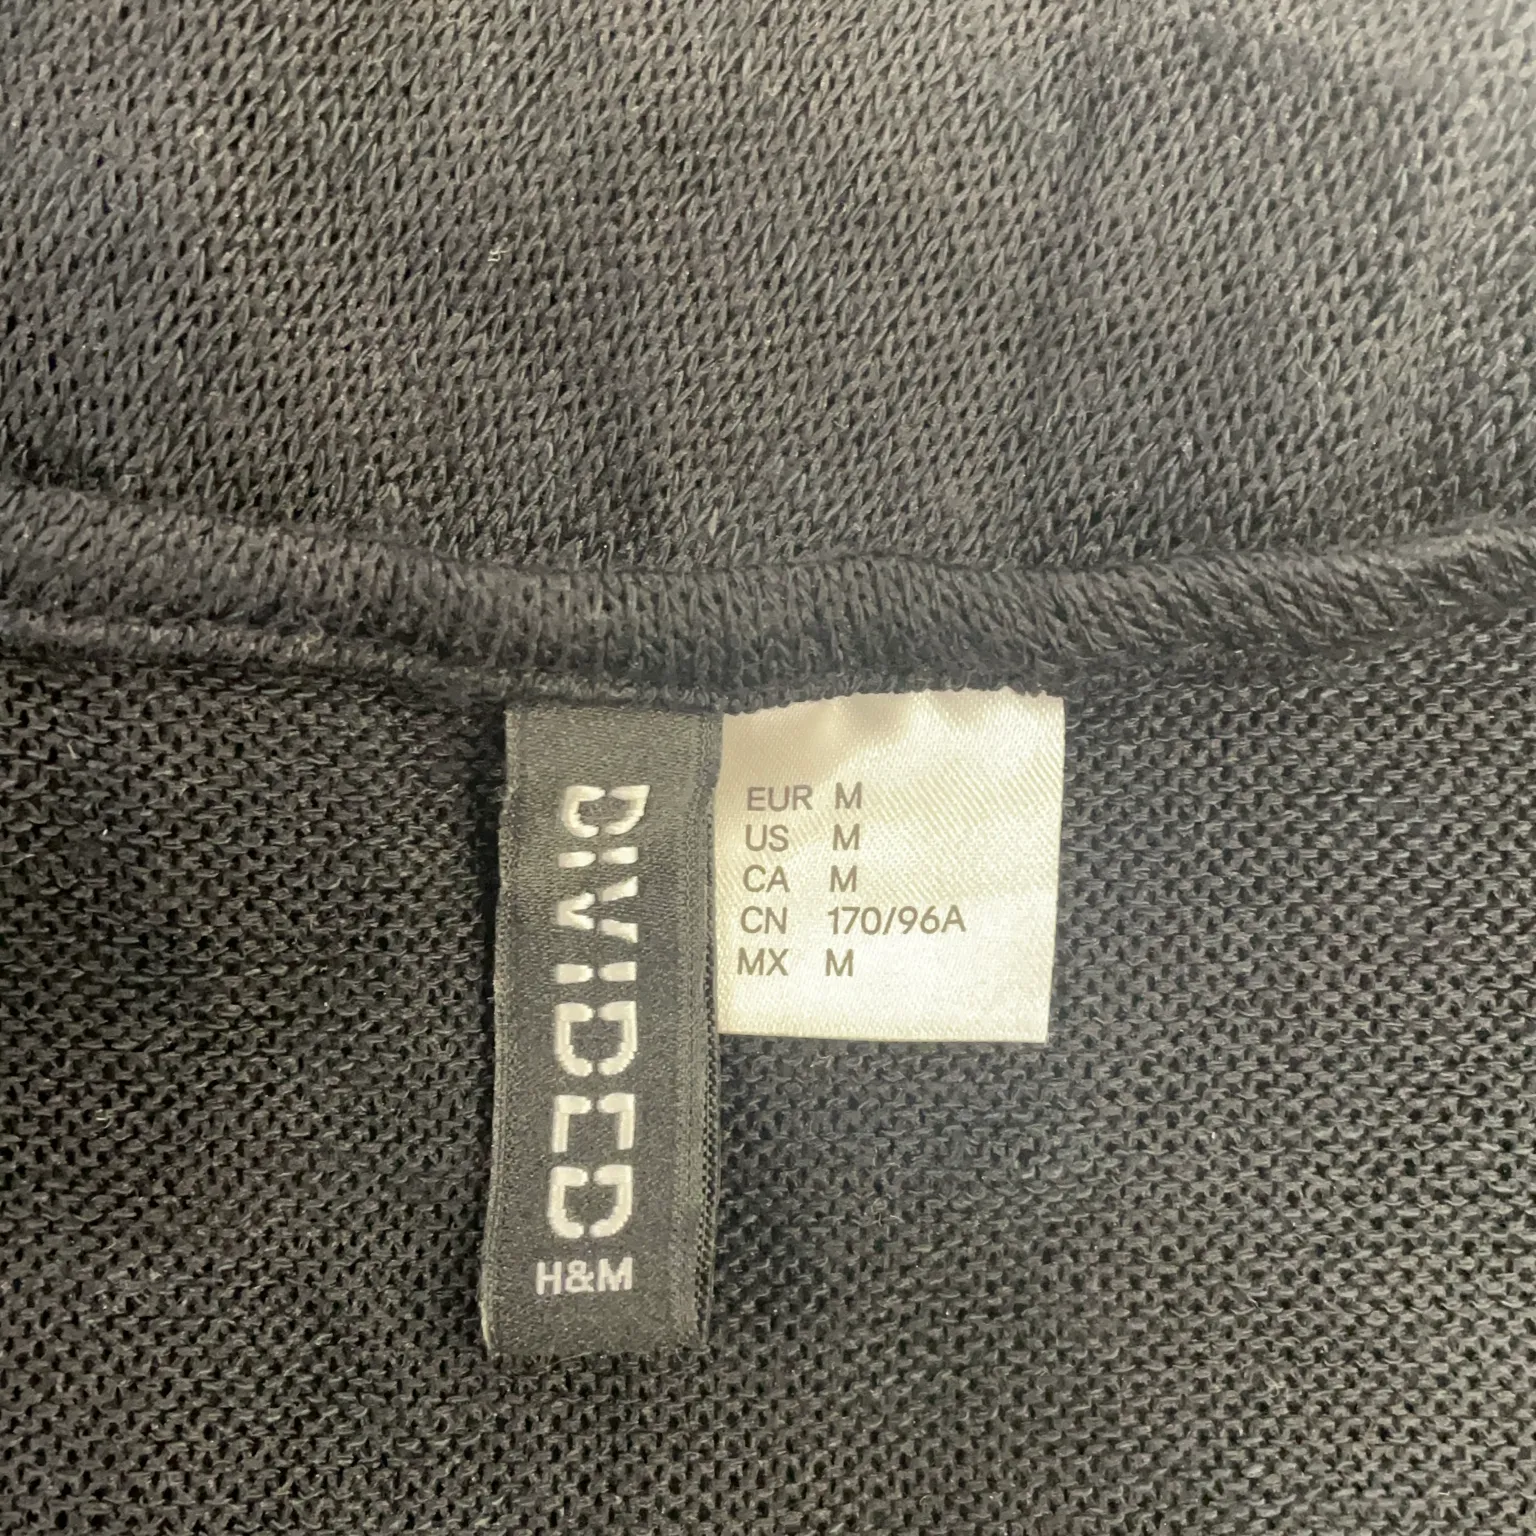 DIVIDED
H&M
EUR M
US M
CA M
CN 170/96A
MX M